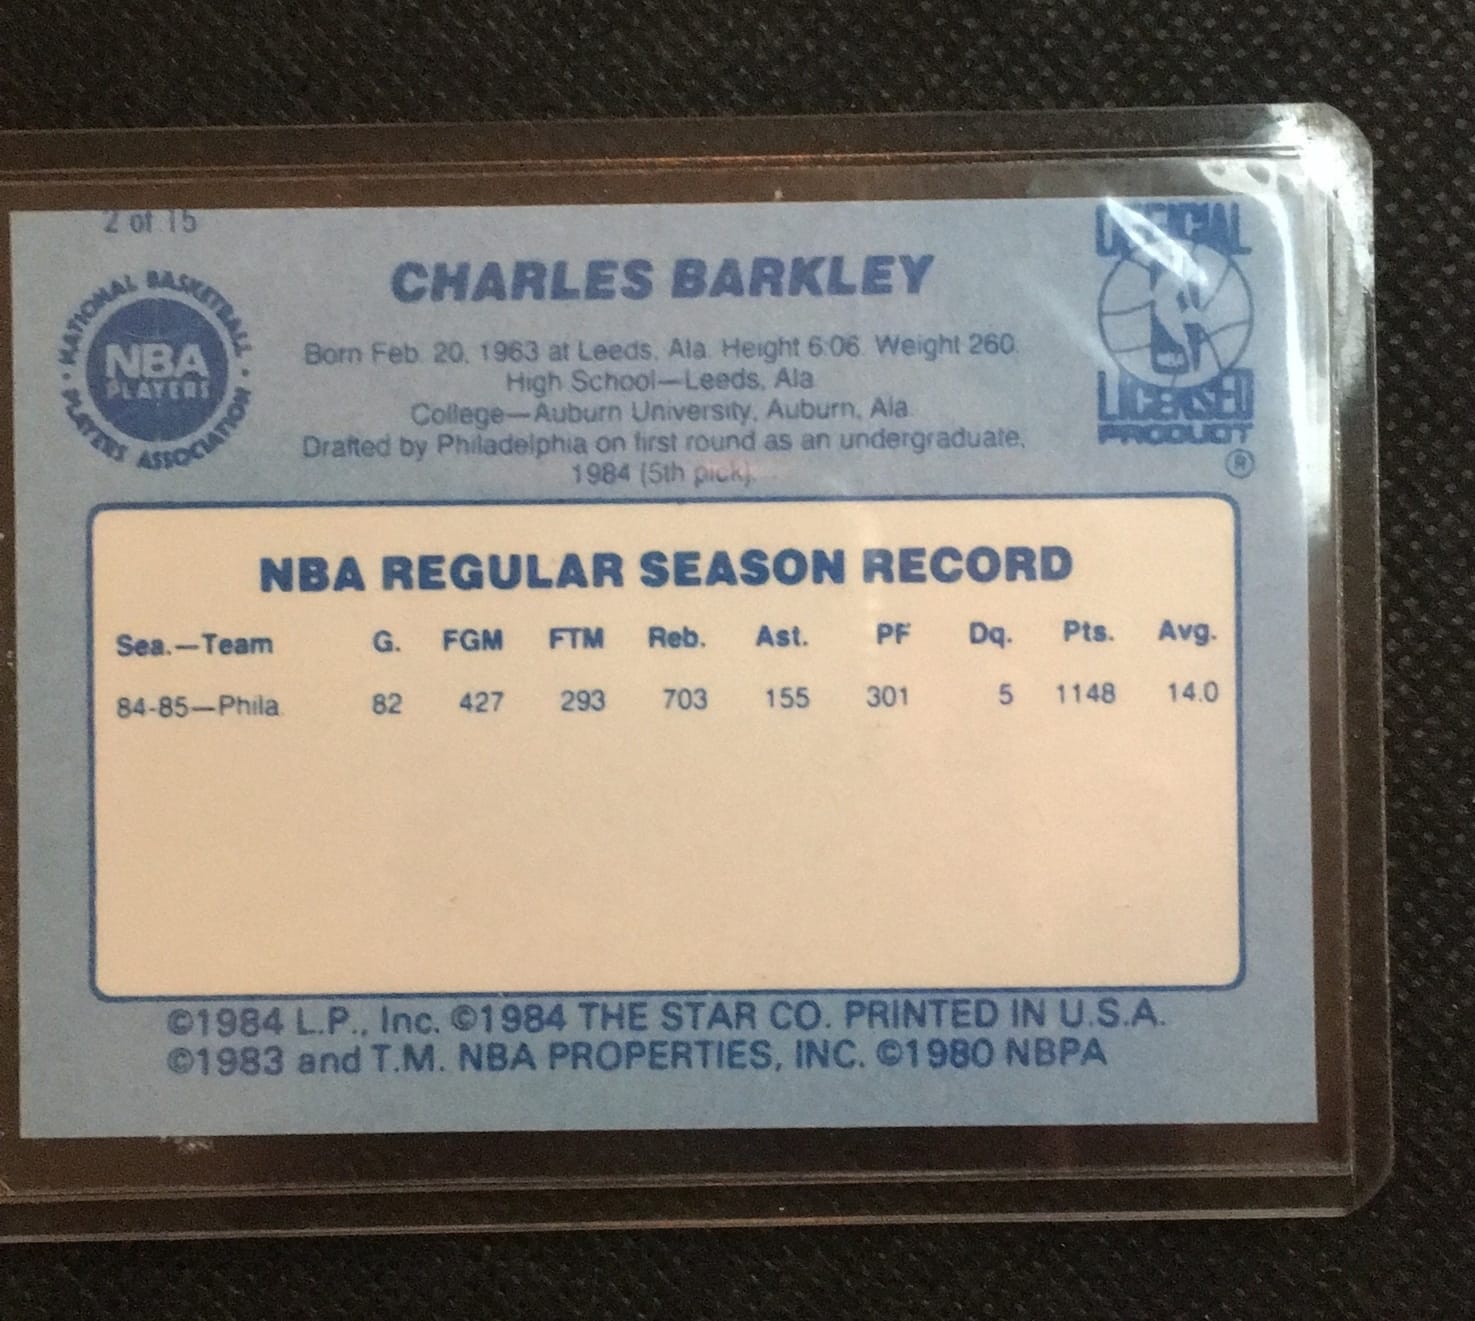 2 of 15
NATIONAL BASKETBALL
NBA
PLAYERS
PLAYERS ASSOCIATION
CHARLES BARKLEY
OFFICIAL
LICENSED
PRODUCT
®
Born Feb. 20, 1963 at Leeds, Ala. Height 6:06 Weight 260.
High School—Leeds, Ala
College—Auburn University, Auburn, Ala.
Drafted by Philadelphia on first round as an undergraduate,
1984 (5th pick).
NBA REGULAR SEASON RECORD
Sea.—Team G. FGM FTM Reb. Ast. PF Dq. Pts. Avg.
84-85—Phila. 82 427 293 703 155 301 5 1148 14.0
©1984 L.P., Inc. ©1984 THE STAR CO. PRINTED IN U.S.A.
©1983 and T.M. NBA PROPERTIES, INC. ©1980 NBPA